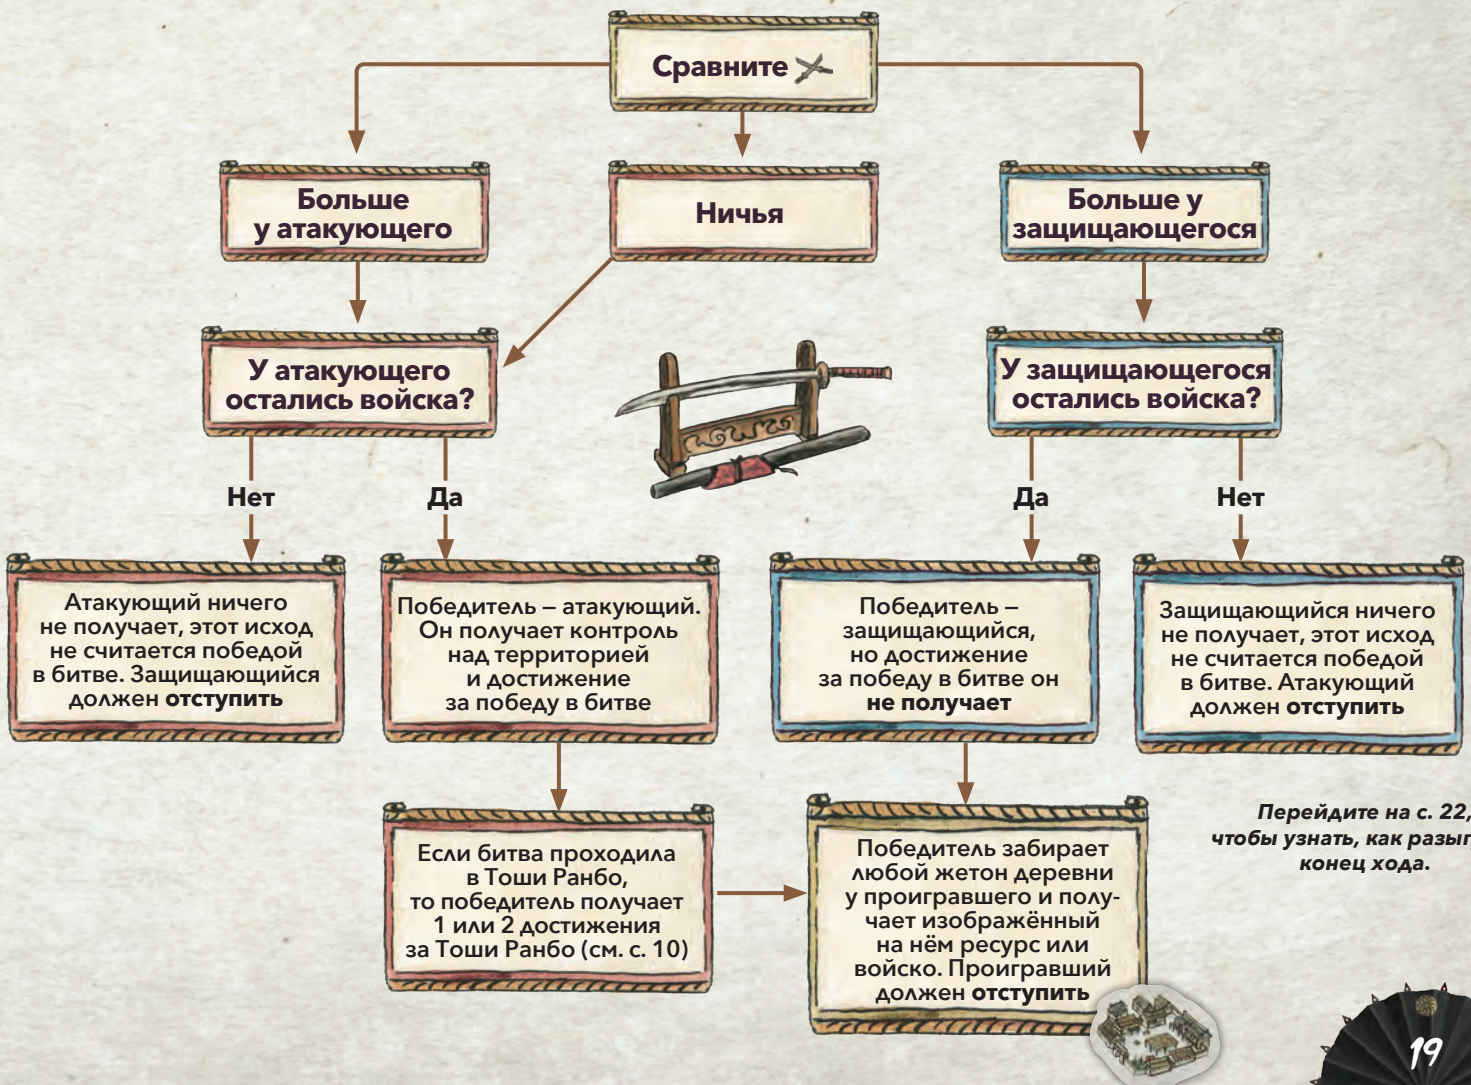 Сравните
Больше
у атакующего
Ничья
Больше у
защищающегося
У атакующего
остались войска?
У защищающегося
остались войска?
Нет
Да
Да
Нет
Атакующий ничего
не получает, этот исход
не считается победой
в битве. Защищающийся
должен отступить
Победитель – атакующий.
Он получает контроль
над территорией
и достижение
за победу в битве
Победитель –
защищающийся,
но достижение
за победу в битве он
не получает
Защищающийся ничего
не получает, этот исход
не считается победой
в битве. Атакующий
должен отступить
Если битва проходила
в Тоши Ранбо,
то победитель получает
1 или 2 достижения
за Тоши Ранбо (см. с. 10)
Победитель забирает
любой жетон деревни
у проигравшего и полу-
чает изображённый
на нём ресурс или
войско. Проигравший
должен отступить
Перейдите на с. 22,
чтобы узнать, как
конец хода.
19